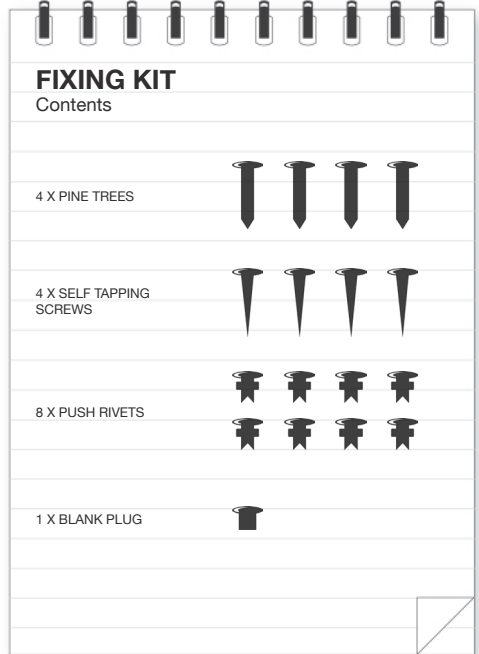 FIXING KIT
Contents
4 X PINE TREES
4 X SELF TAPPING
SCREWS
8 X PUSH RIVETS
1 X BLANK PLUG